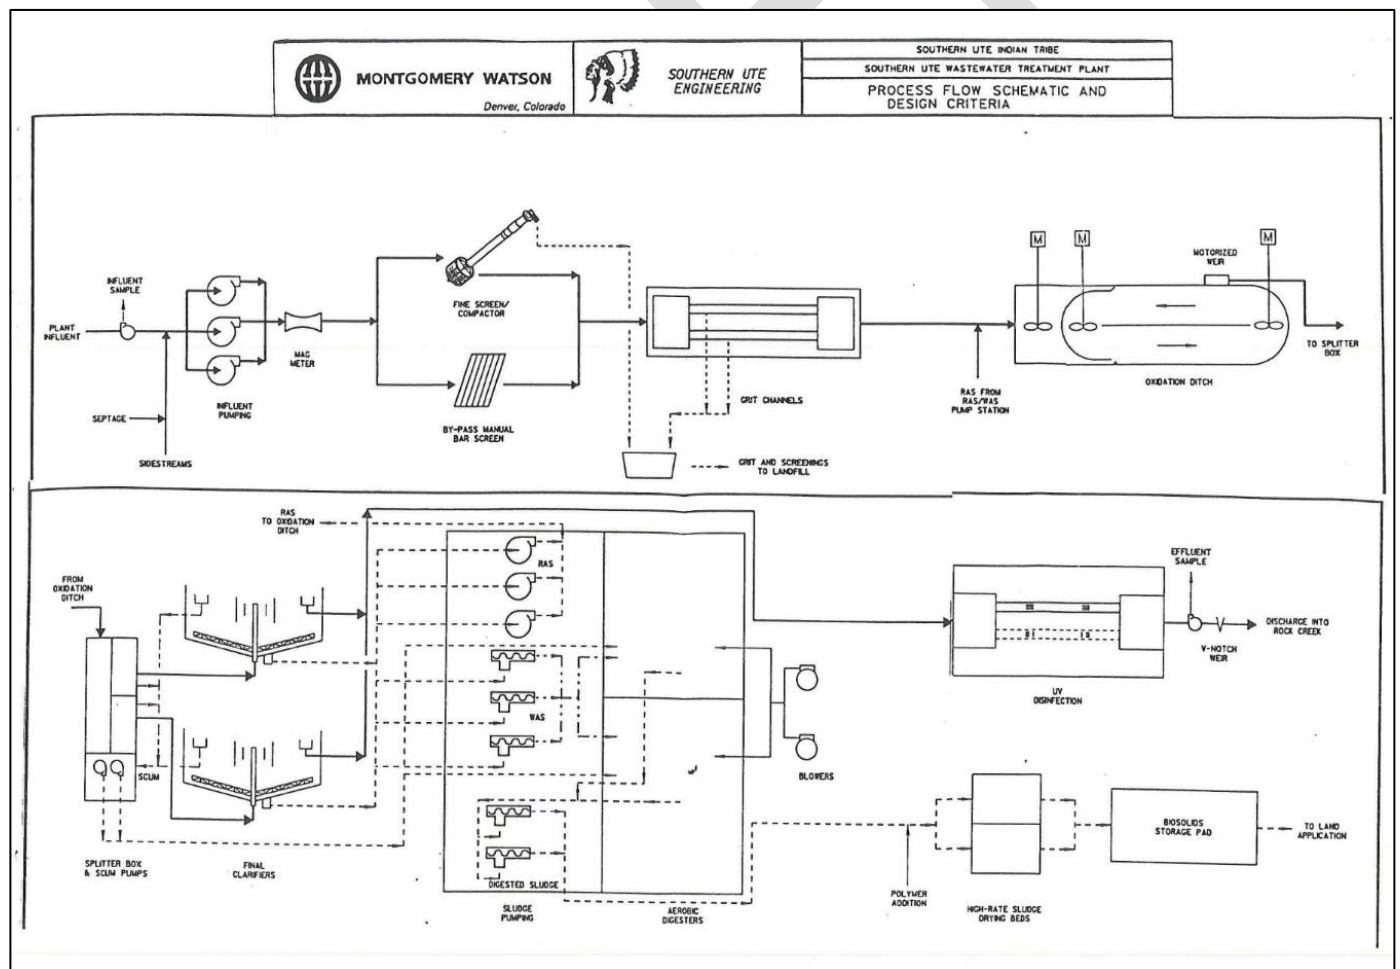 MONTGOMERY WATSON
Denver, Colorado
SOUTHERN UTE
ENGINEERING
SOUTHERN UTE INDIAN TRIBE
SOUTHERN UTE WASTEWATER TREATMENT PLANT
PROCESS FLOW SCHEMATIC AND
DESIGN CRITERIA
INFLUENT
SAMPLE
PLANT
INFLUENT
SEPTAGE
SIDESTREAMS
INFLUENT
PUMPING
MAG
METER
FINE SCREEN/
COMPACTOR
BY-PASS MANUAL
BAR SCREEN
GRIT CHANNELS
GRIT AND SCREENINGS
TO LANDFILL
RAS FROM
RAS/WAS
PUMP STATION
M
M
M
MOTORIZED
WEIR
OXIDATION DITCH
TO SPLITTER
BOX
FROM
OXIDATION
DITCH
SCUM
SPLITTER BOX
& SCUM PUMPS
FINAL
CLARIFIERS
RAS
TO OXIDATION
DITCH
RAS
WAS
DIGESTED SLUDGE
SLUDGE
PUMPING
AEROBIC
DIGESTERS
BLOWERS
UV
DISINFECTION
EFFLUENT
SAMPLE
V-NOTCH
WEIR
DISCHARGE INTO
ROCK CREEK
POLYMER
ADDITION
HIGH-RATE SLUDGE
DRYING BEDS
BIOSOLIDS
STORAGE PAD
TO LAND
APPLICATION